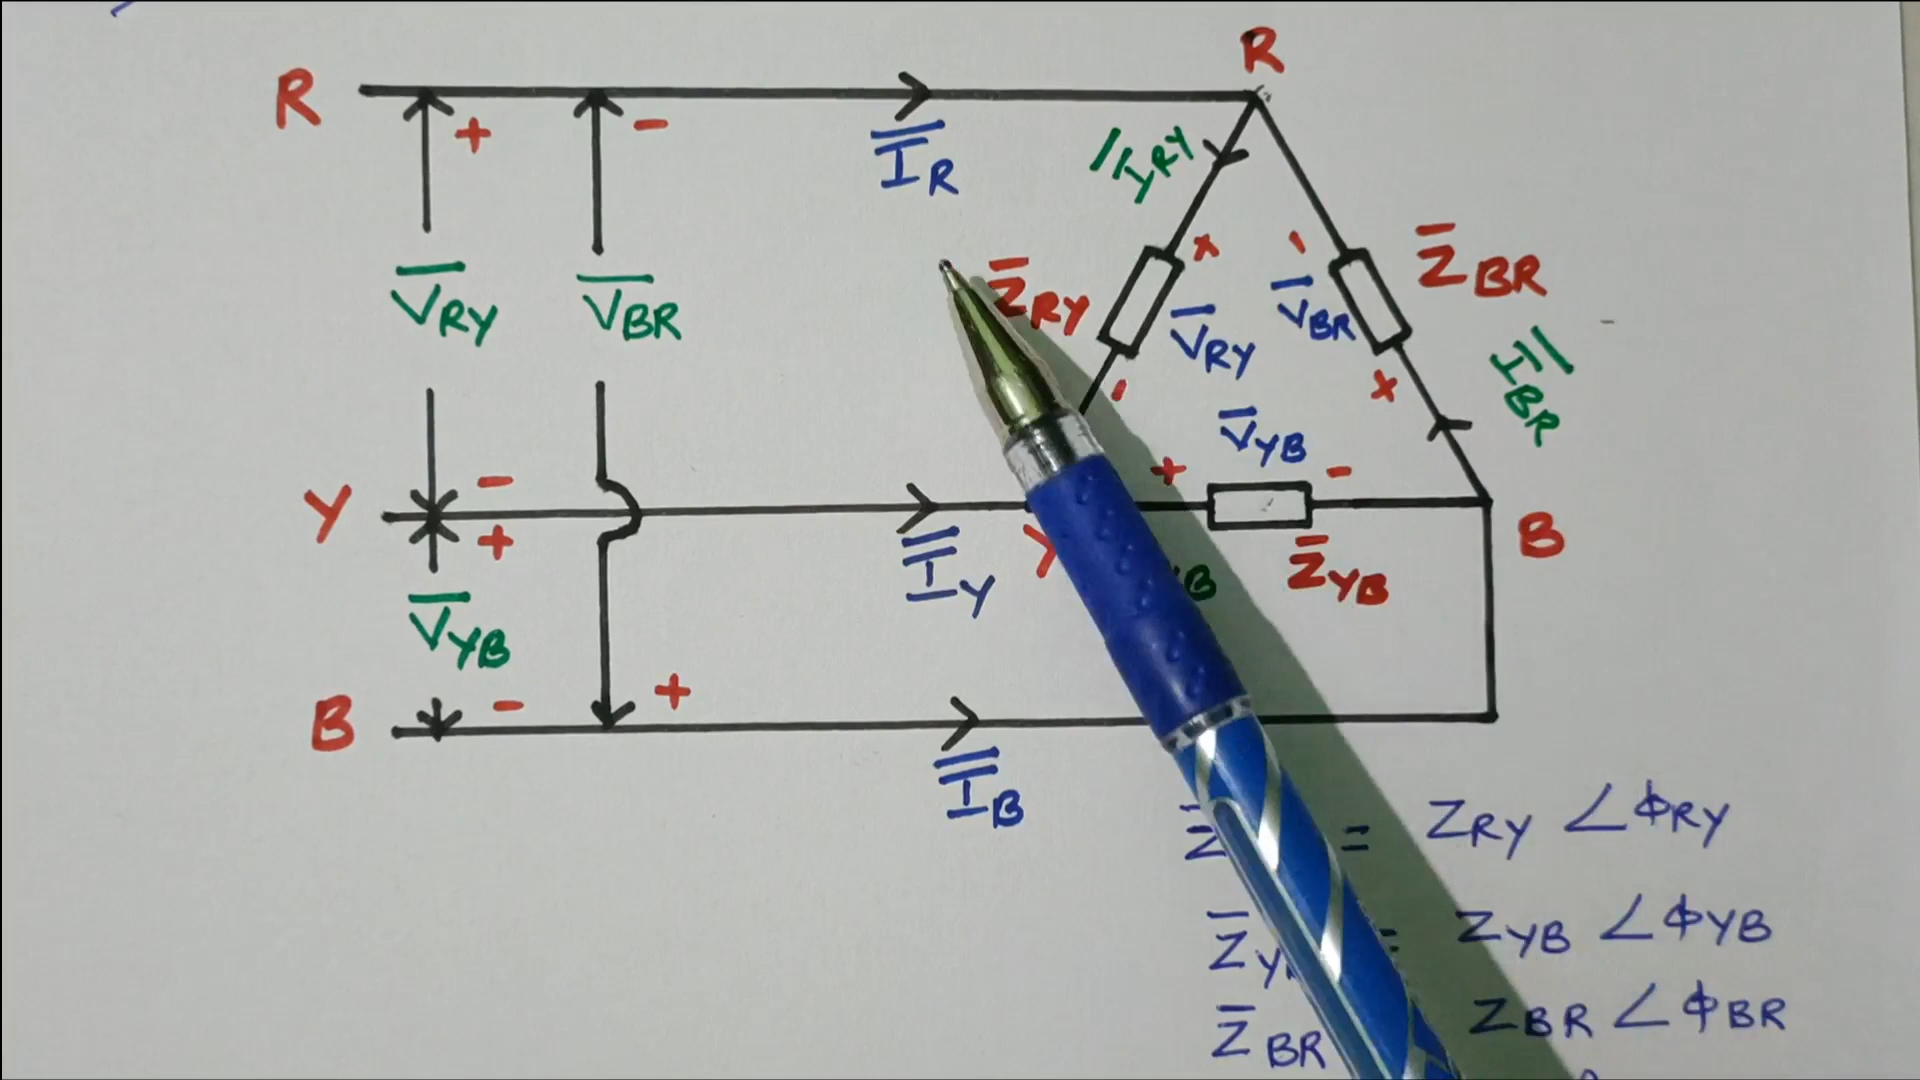 R
R
+
-
I̅R
I̅RY
+
-
V̅RY
V̅BR
Z̅RY
V̅RY
V̅BR
Z̅BR
-
+
I̅BR
V̅YB
Y
-
+
-
+
I̅Y
Y
B
Z̅YB
B
V̅YB
B
-
+
I̅B
Z̅ = ZRY ∠ΦRY
Z̅Y = ZYB ∠ΦYB
Z̅BR ZBR ∠ΦBR